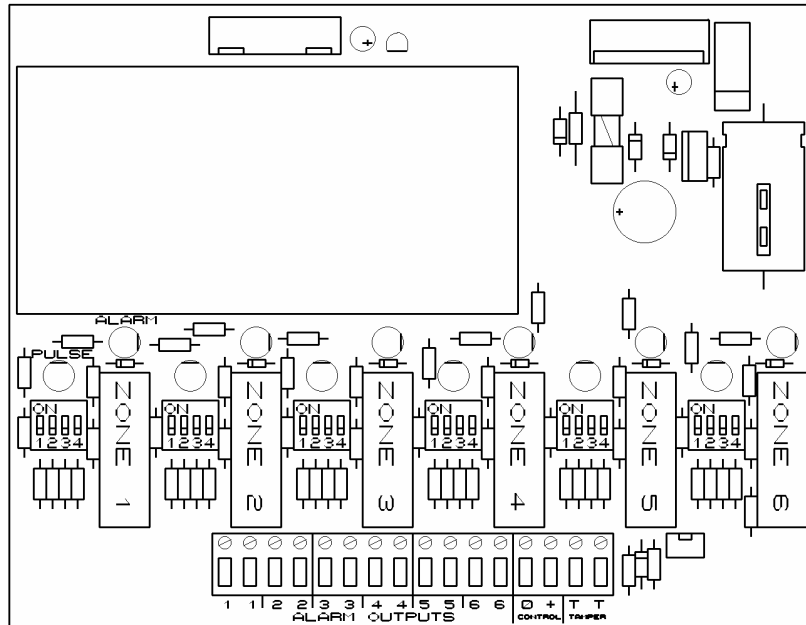 ALARM
PULSE
ON
1234
ZONE 1
ON
1234
ZONE 2
ON
1234
ZONE 3
ON
1234
ZONE 4
ON
1234
ZONE 5
ON
1234
ZONE 6
1 1 2 2 3 3 4 4 5 5 6 6 0 + T T
ALARM OUTPUTS CONTROL TAMPER